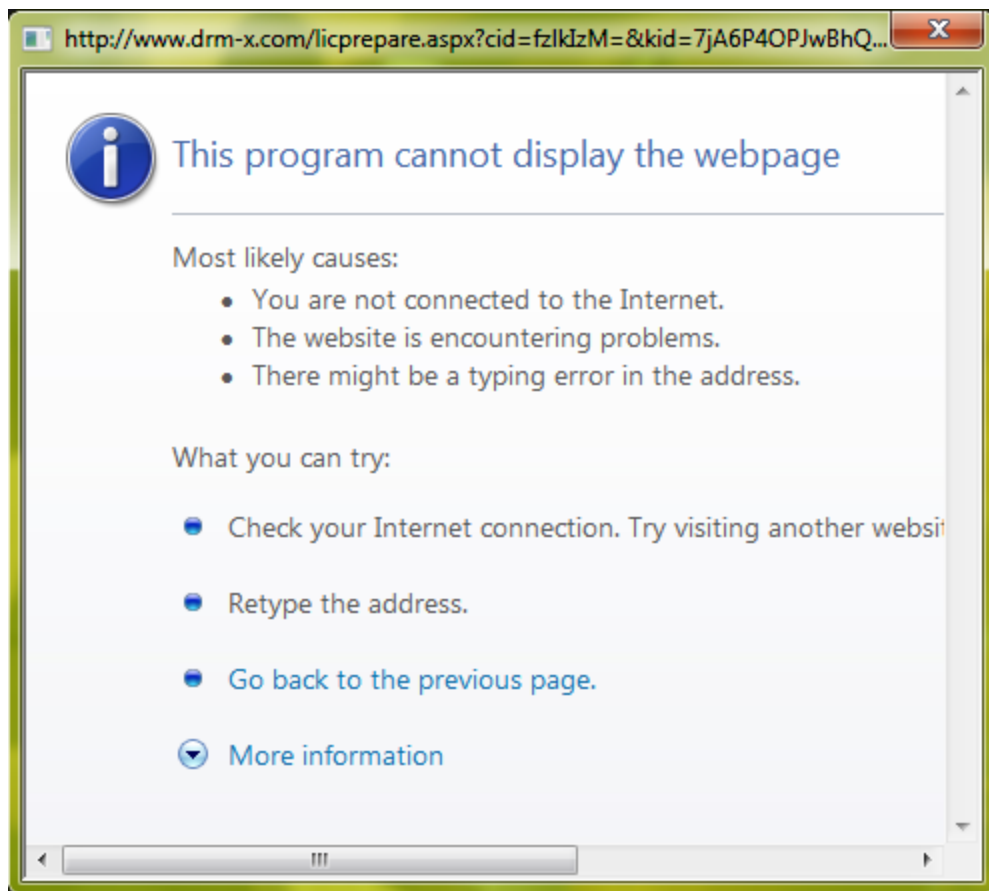 http://www.drm-x.com/licprepare.aspx?cid=fzlkIzM=&kid=7jA6P4OPJwBhQ...
This program cannot display the webpage
Most likely causes:
• You are not connected to the Internet.
• The website is encountering problems.
• There might be a typing error in the address.
What you can try:
Check your Internet connection. Try visiting another websit
Retype the address.
Go back to the previous page.
More information